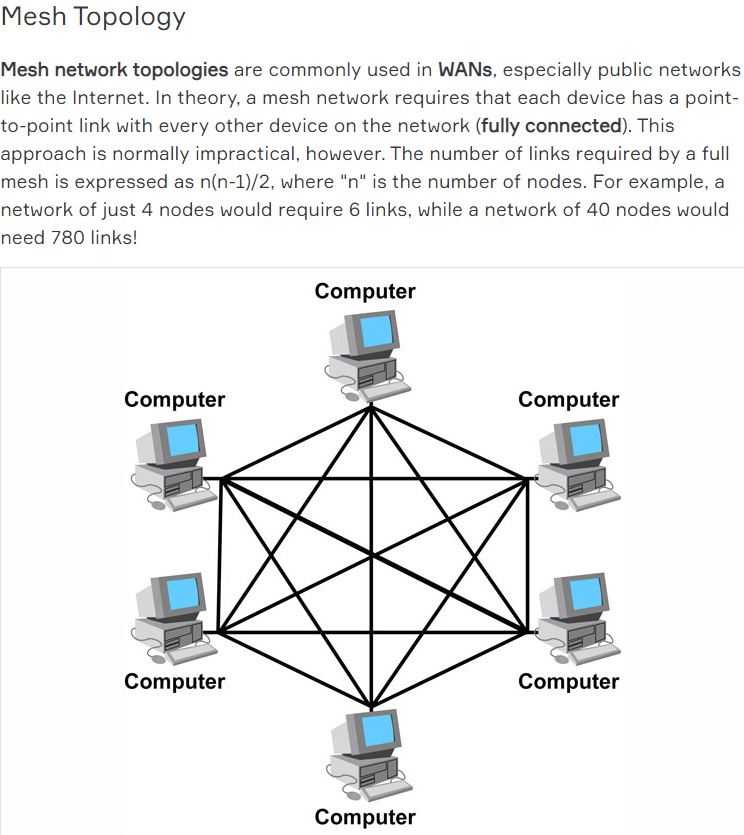 Mesh Topology
Mesh network topologies are commonly used in WANs, especially public networks
like the Internet. In theory, a mesh network requires that each device has a point-
to-point link with every other device on the network (fully connected). This
approach is normally impractical, however. The number of links required by a full
mesh is expressed as n(n-1)/2, where "n" is the number of nodes. For example, a
network of just 4 nodes would require 6 links, while a network of 40 nodes would
need 780 links!
Computer
Computer
Computer
Computer
Computer
Computer